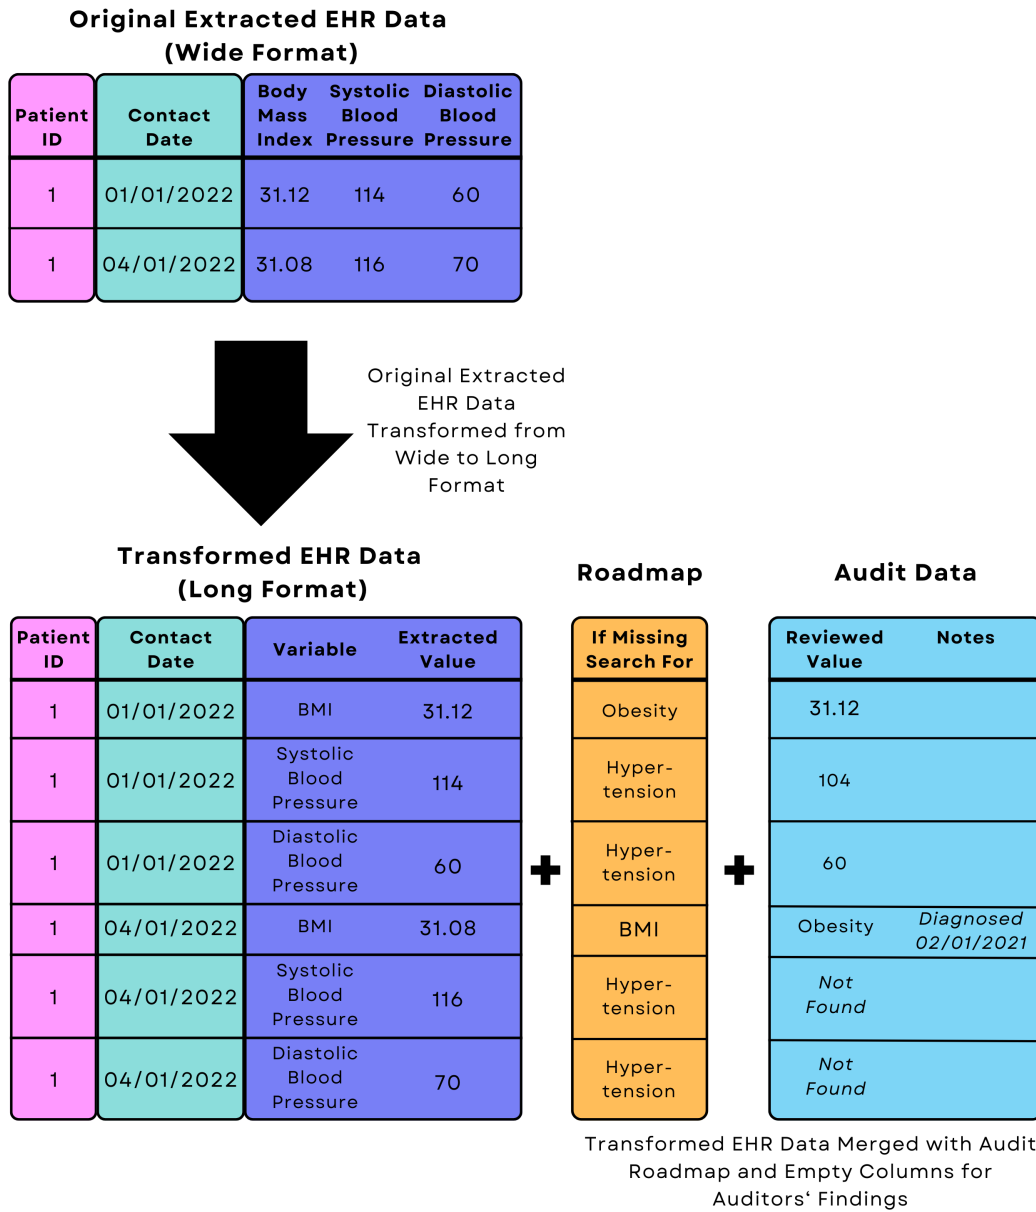 Original Extracted EHR Data
(Wide Format)
Patient ID Contact Date Body Mass Index Systolic Blood Pressure Diastolic Blood Pressure
1 01/01/2022 31.12 114 60
1 04/01/2022 31.08 116 70
Original Extracted
EHR Data
Transformed from
Wide to Long
Format
Transformed EHR Data
(Long Format)
Roadmap
Audit Data
Patient ID Contact Date Variable Extracted Value If Missing Search For Reviewed Value Notes
1 01/01/2022 BMI 31.12 Obesity 31.12
1 01/01/2022 Systolic Blood Pressure 114 Hyper-tension 104
1 01/01/2022 Diastolic Blood Pressure 60 Hyper-tension 60
1 04/01/2022 BMI 31.08 BMI Obesity Diagnosed 02/01/2021
1 04/01/2022 Systolic Blood Pressure 116 Hyper-tension Not Found
1 04/01/2022 Diastolic Blood Pressure 70 Hyper-tension Not Found
Transformed EHR Data Merged with Audit
Roadmap and Empty Columns for
Auditors‘ Findings